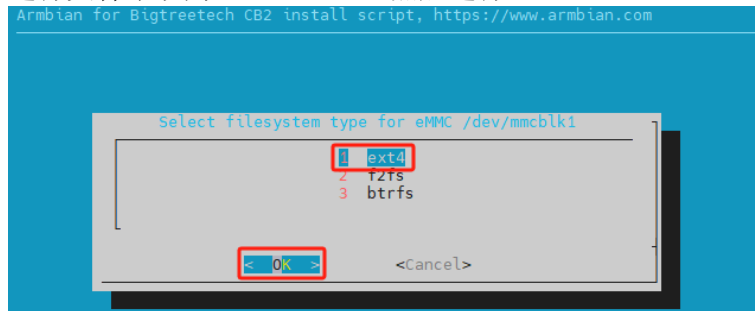 Armbian for Bigtreetech CB2 install script, https://www.armbian.com
Select filesystem type for eMMC /dev/mmcblk1
1 ext4
2 f2fs
3 btrfs
< OK > <Cancel>